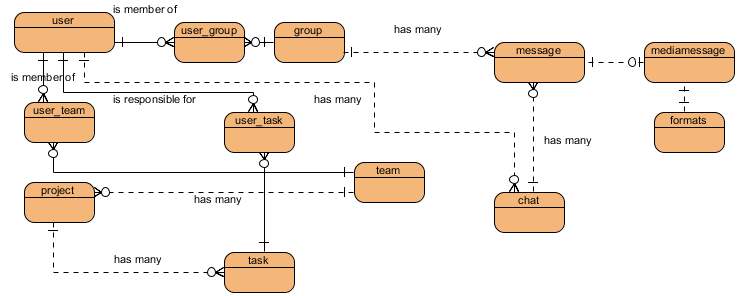 is member of
user
user_group
group
has many
message
mediamessage
is member of
is responsible for
has many
user_team
user_task
formats
has many
team
project
has many
chat
has many
task